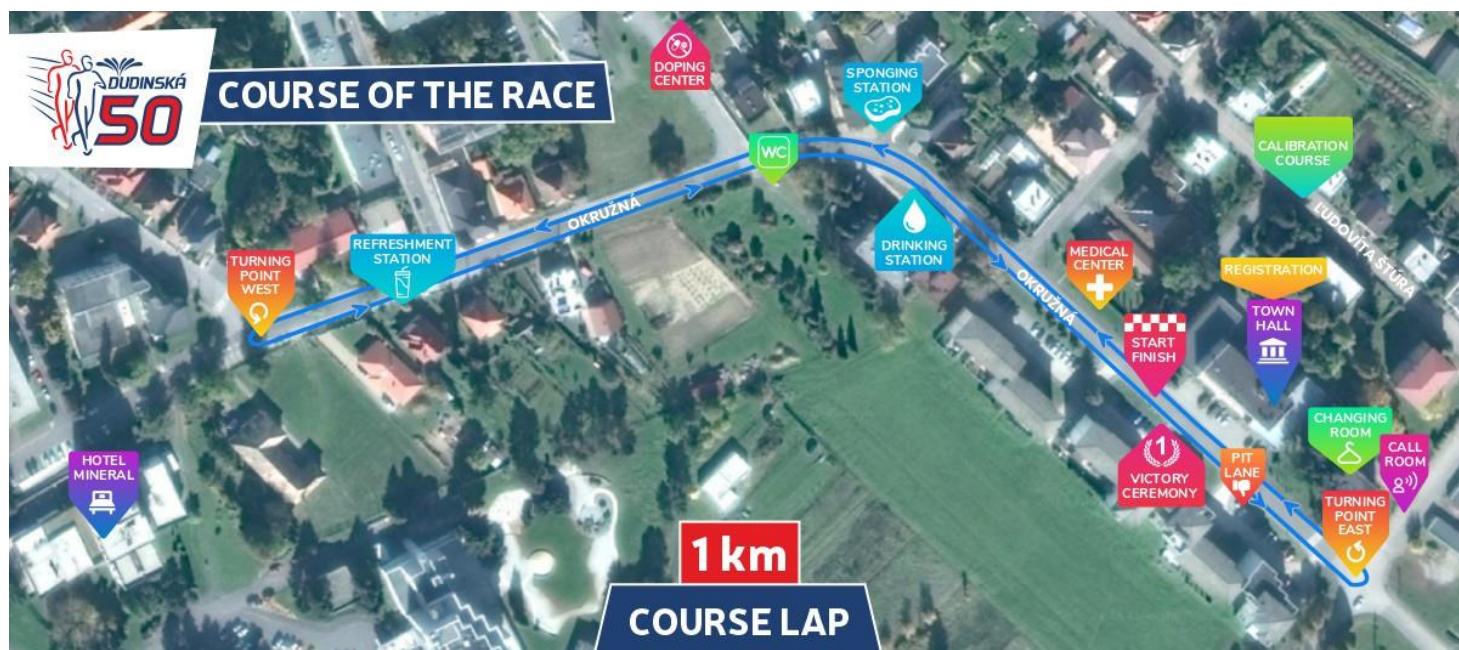 DUDINSKÁ
50
COURSE OF THE RACE
DOPING
CENTER
SPONGING
STATION
WC
CALIBRATION
COURSE
OKRUŽNÁ
ĽUDOVÍTA ŠTÚRA
TURNING
POINT
WEST
REFRESHMENT
STATION
DRINKING
STATION
OKRUŽNÁ
MEDICAL
CENTER
REGISTRATION
START
FINISH
TOWN
HALL
HOTEL
MINERAL
1
VICTORY
CEREMONY
PIT
LANE
CHANGING
ROOM
CALL
ROOM
TURNING
POINT
EAST
1 km
COURSE LAP